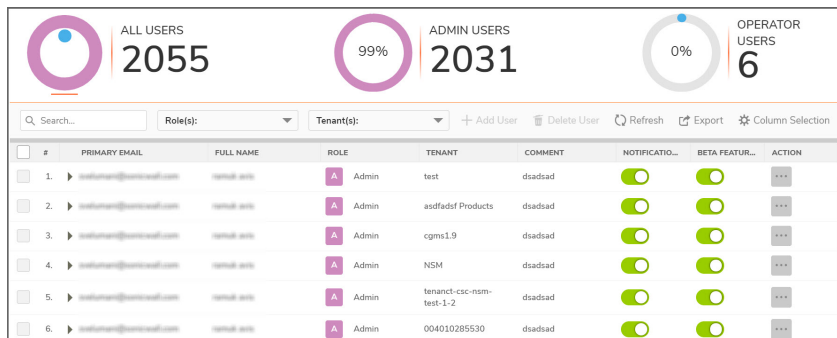 ALL USERS
2055
99%
ADMIN USERS
2031
0%
OPERATOR
USERS
6
Search...
Role(s):
Tenant(s):
Add User
Delete User
Refresh
Export
Column Selection
# PRIMARY EMAIL FULL NAME ROLE TENANT COMMENT NOTIFICATIO... BETA FEATUR... ACTION
1. A Admin test dsadsad
2. A Admin asdfadsf Products dsadsad
3. A Admin cgms1.9 dsadsad
4. A Admin NSM dsadsad
5. A Admin tenanct-csc-nsm-
test-1-2 dsadsad
6. A Admin 004010285530 dsadsad